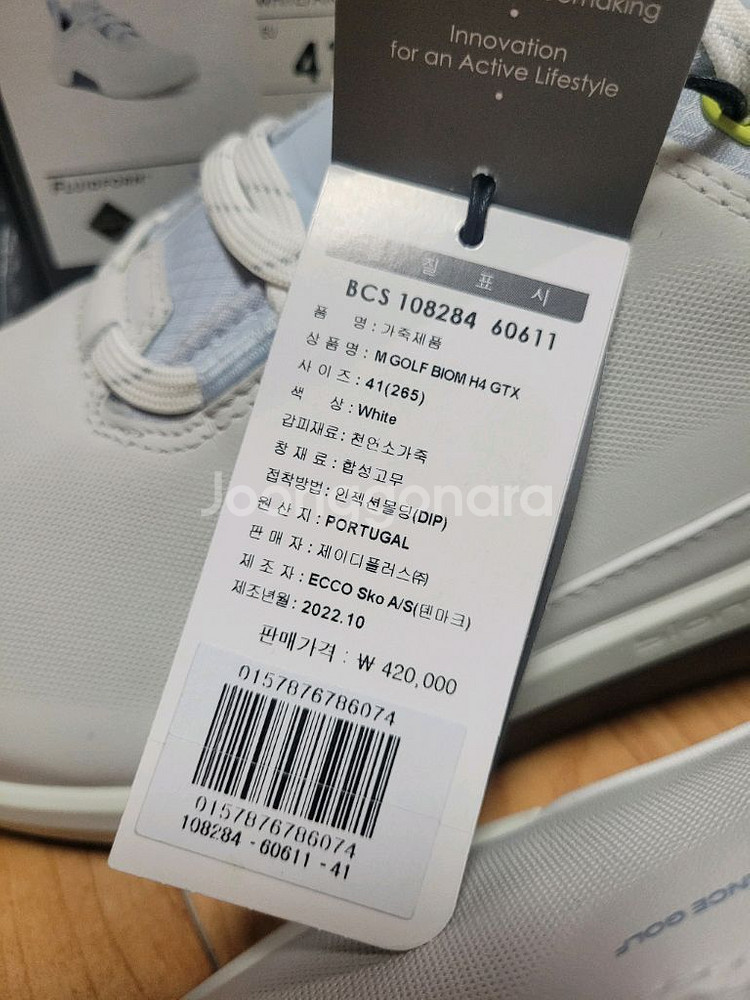 Innovation
for an Active Lifestyle
FLUIDFORM
질 표 시
BCS 108284 60611
품 명 : 가죽제품
상 품 명 : M GOLF BIOM H4 GTX
사 이 즈 : 41(265)
색 상 : White
갑피재료 : 천연소가죽
창 재 료 : 합성고무
접착방법 : 인젝션몰딩(DIP)
원 산 지 : PORTUGAL
판 매 자 : 제이디플러스㈜
제 조 자 : ECCO Sko A/S(덴마크)
제조년월 : 2022.10
판매가격 : ₩ 420,000
0157876786074
0157876786074
108284 - 60611 - 41
Joonggonara
GOLF